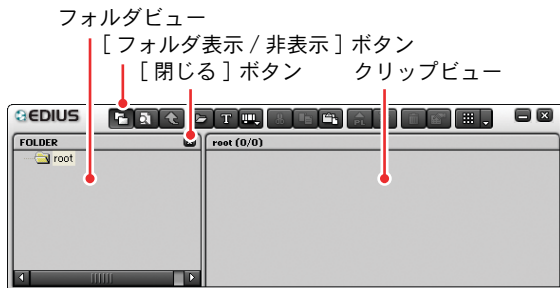 フォルダビュー
[ フォルダ表示 / 非表示 ] ボタン
[ 閉じる ] ボタン
クリップビュー
EDIUS
T
PL
FOLDER
root (0/0)
root